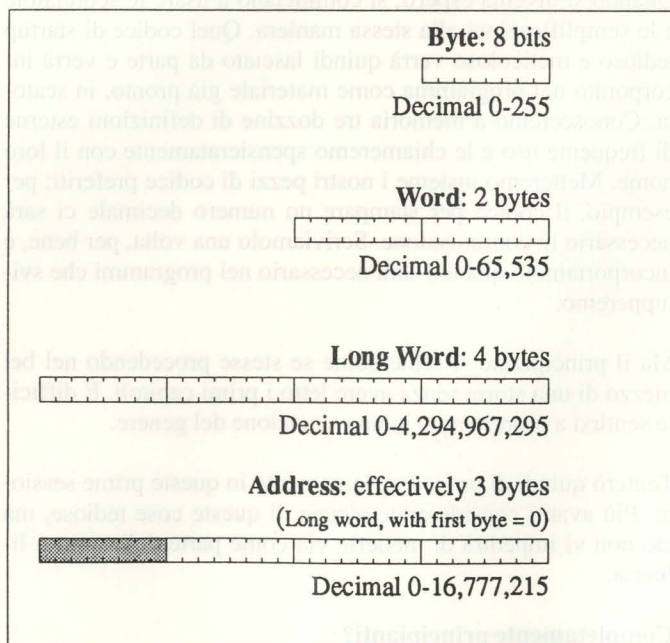 Byte: 8 bits
Decimal 0-255
Word: 2 bytes
Decimal 0-65,535
Long Word: 4 bytes
Decimal 0-4,294,967,295
Address: effectively 3 bytes
(Long word, with first byte = 0)
Decimal 0-16,777,215